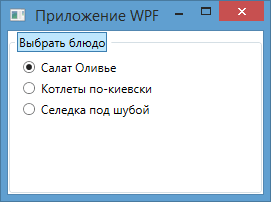 Приложение WPF
Выбрать блюдо
Салат Оливье
Котлеты по-киевски
Селедка под шубой